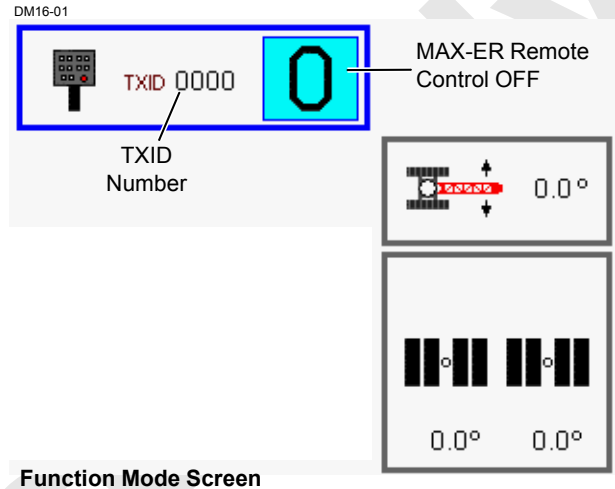 DM16-01
TXID 0000
0
MAX-ER Remote
Control OFF
TXID
Number
0.0°
0.0° 0.0°
Function Mode Screen